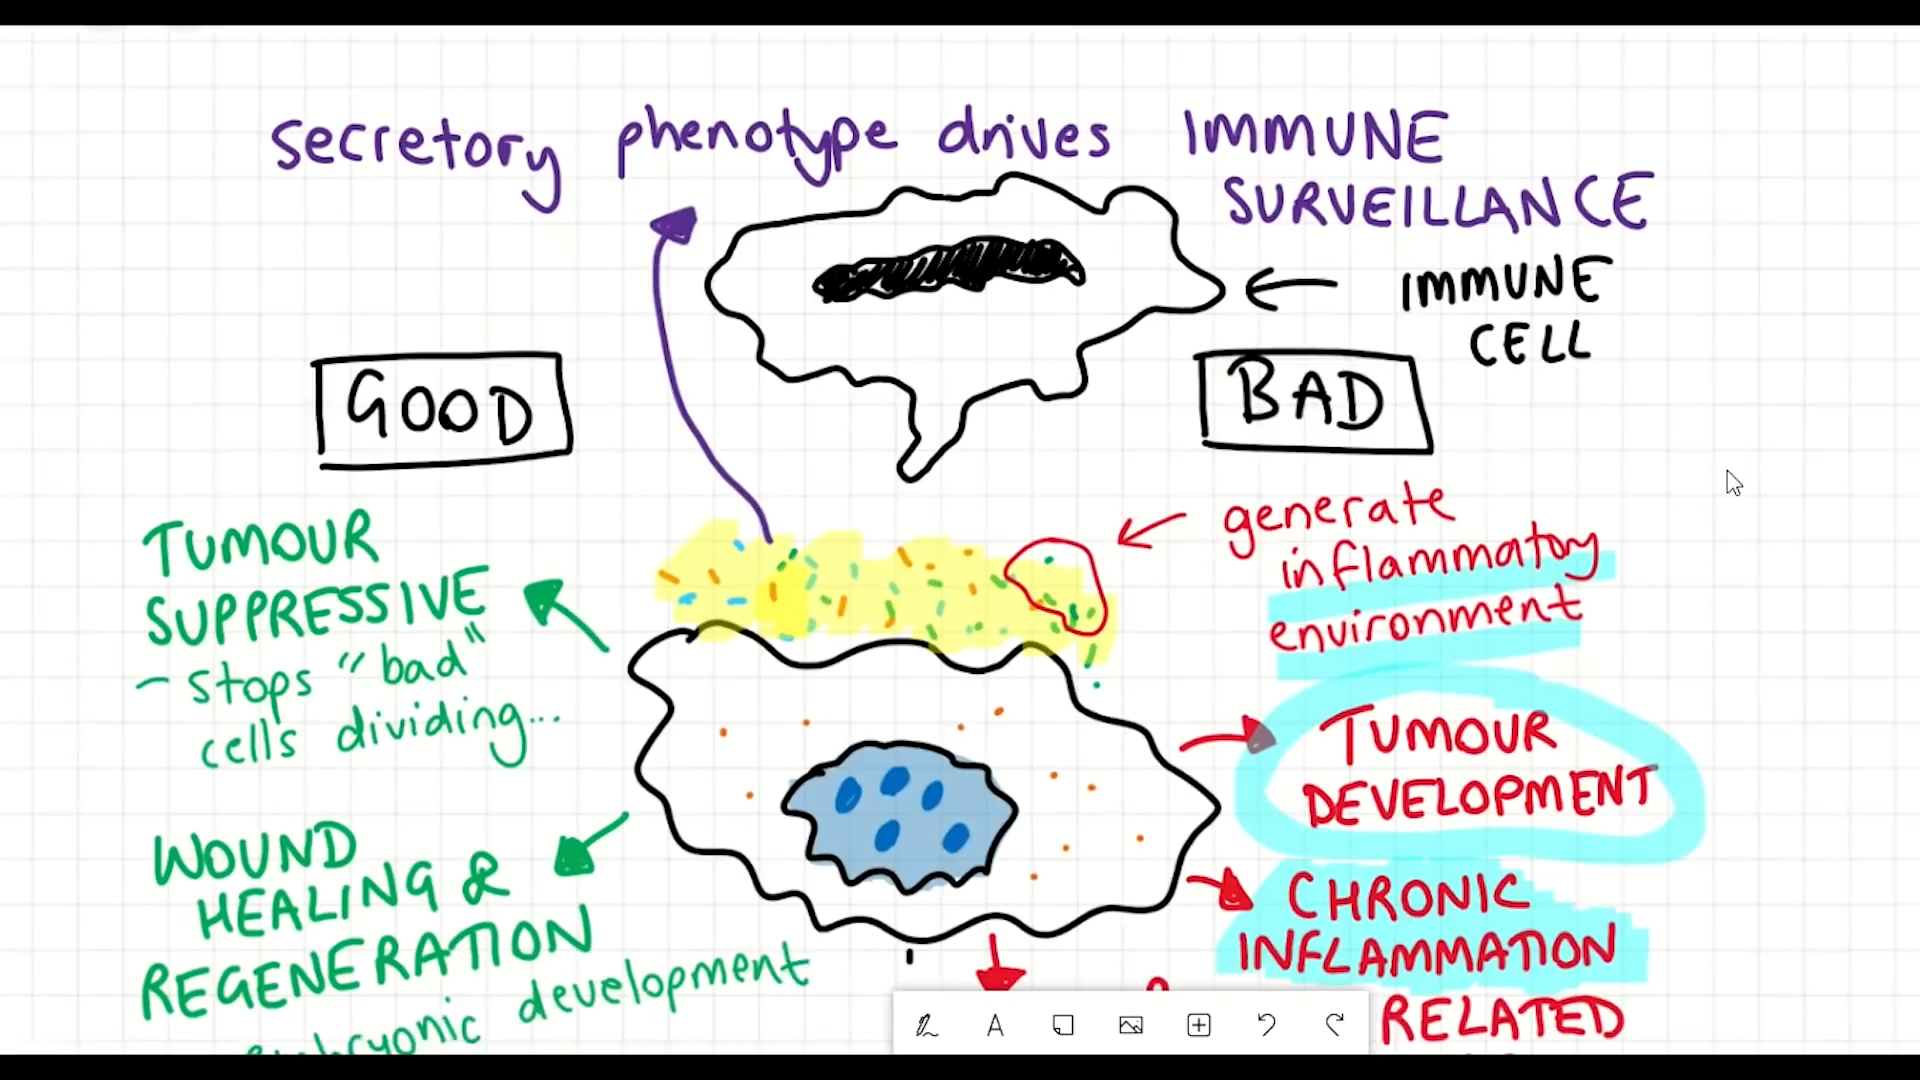 secretory phenotype drives IMMUNE
SURVEILLANCE
IMMUNE
CELL
GOOD
BAD
TUMOUR
SUPPRESSIVE
- stops "bad"
cells dividing...
WOUND
HEALING &
REGENERATION
embryonic development
generate
inflammatory
environment
TUMOUR
DEVELOPMENT
CHRONIC
INFLAMMATION
RELATED
A